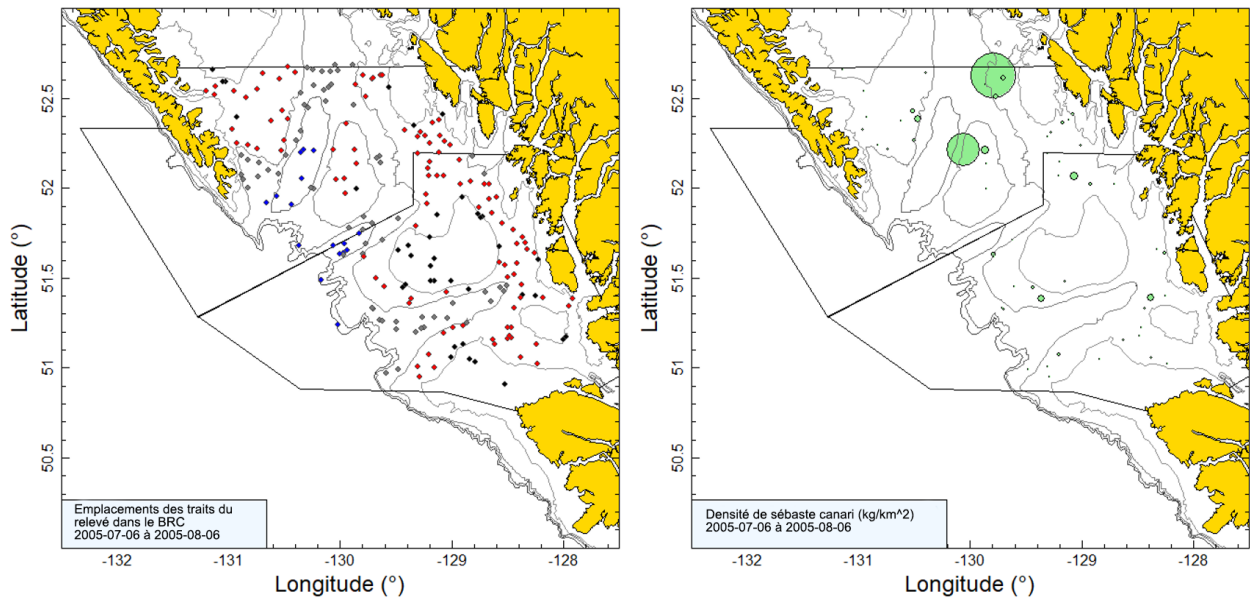 52.5
52
51.5
51
50.5
Latitude (°)
Emplacements des traits du
relevé dans le BRC
2005-07-06 à 2005-08-06
-132
-131
-130
-129
-128
Longitude (°)
52.5
52
51.5
51
50.5
Latitude (°)
Densité de sébaste canari (kg/km^2)
2005-07-06 à 2005-08-06
-132
-131
-130
-129
-128
Longitude (°)